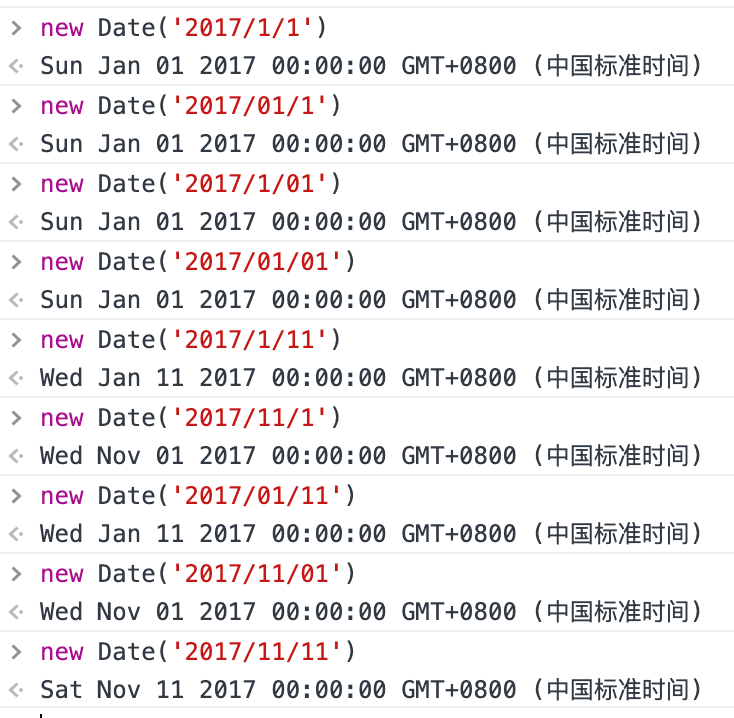 > new Date('2017/1/1')
Sun Jan 01 2017 00:00:00 GMT+0800 (中国标准时间)
> new Date('2017/01/1')
Sun Jan 01 2017 00:00:00 GMT+0800 (中国标准时间)
> new Date('2017/1/01')
Sun Jan 01 2017 00:00:00 GMT+0800 (中国标准时间)
> new Date('2017/01/01')
Sun Jan 01 2017 00:00:00 GMT+0800 (中国标准时间)
> new Date('2017/1/11')
Wed Jan 11 2017 00:00:00 GMT+0800 (中国标准时间)
> new Date('2017/11/1')
Wed Nov 01 2017 00:00:00 GMT+0800 (中国标准时间)
> new Date('2017/01/11')
Wed Jan 11 2017 00:00:00 GMT+0800 (中国标准时间)
> new Date('2017/11/01')
Wed Nov 01 2017 00:00:00 GMT+0800 (中国标准时间)
> new Date('2017/11/11')
Sat Nov 11 2017 00:00:00 GMT+0800 (中国标准时间)